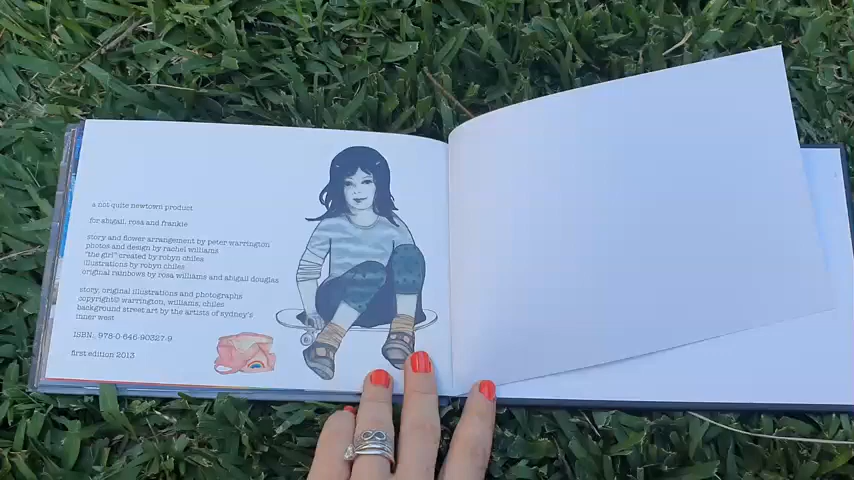 a not quite newtown product
for abigail, rosa and frankie
story and flower arrangement by peter warrington
photos and design by rachel williams
"the girl" created by robyn chiles
illustrations by robyn chiles
original rainbows by rosa williams and abigail douglas
story, original illustrations and photographs
copyright© warrington, williams, chiles
background street art by the artists of sydney's
inner west
ISBN: 978-0-646-90327-9
first edition 2013